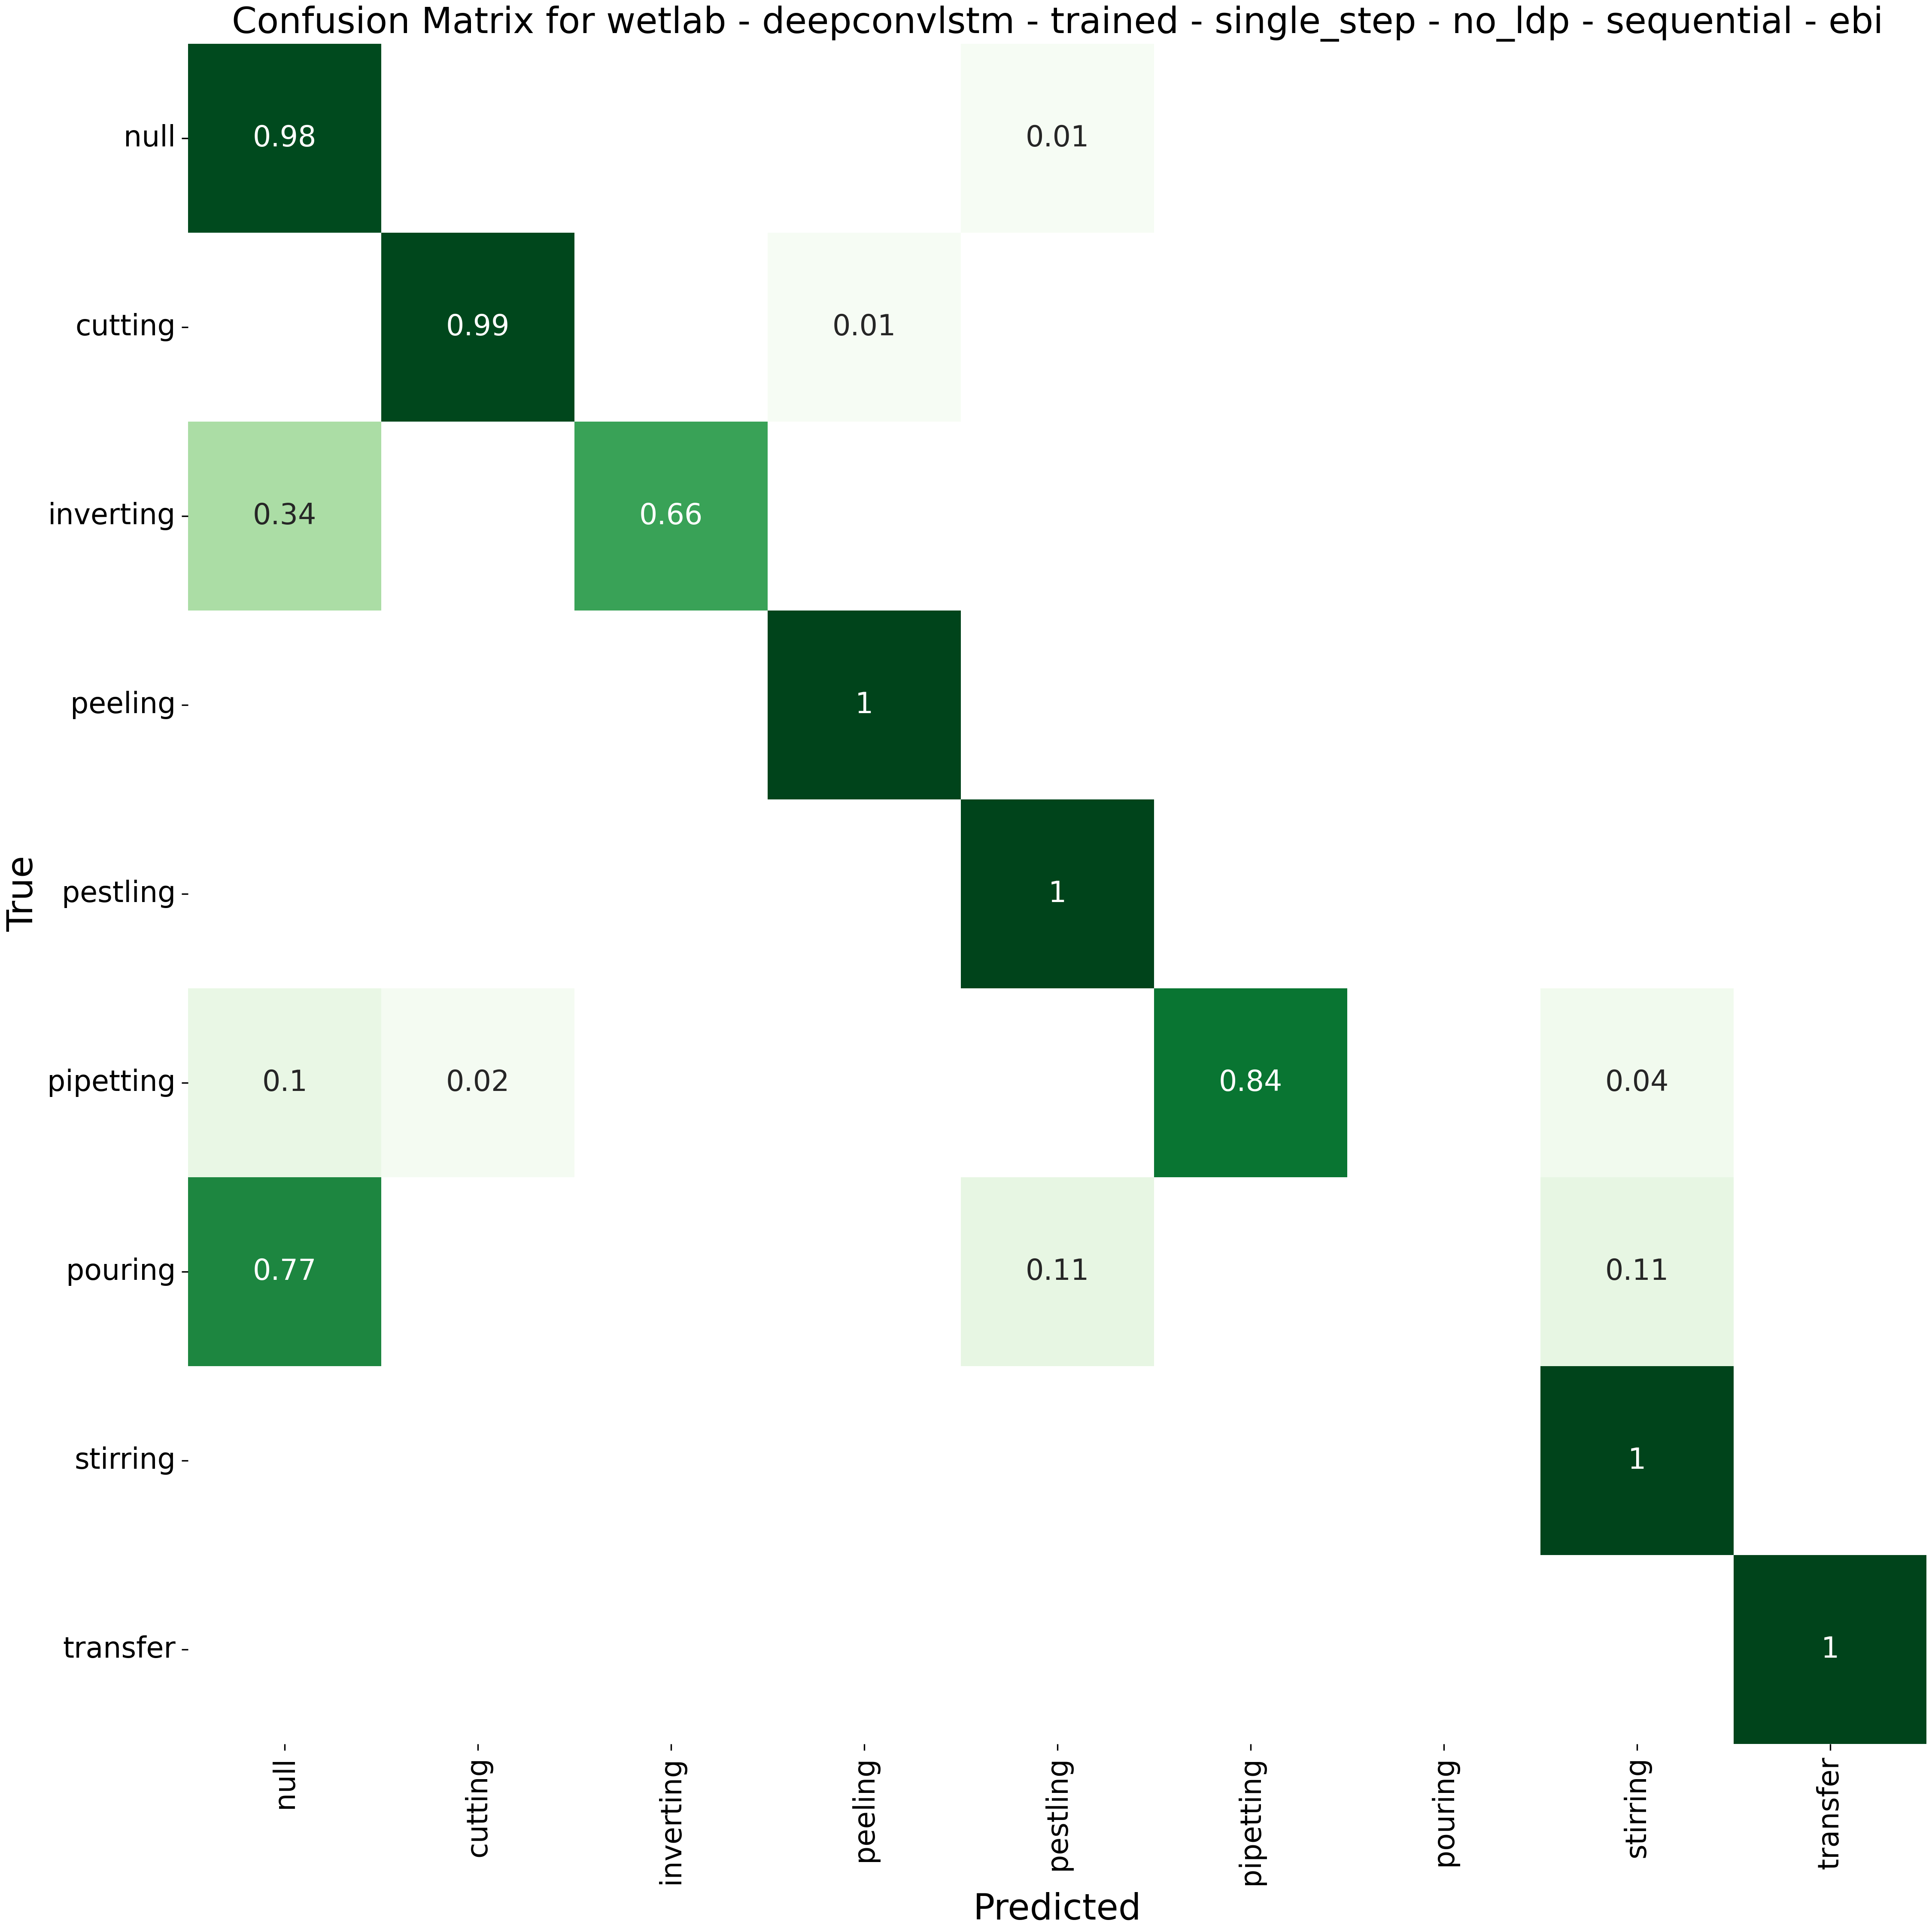 Confusion Matrix for wetlab - deepconvlstm - trained - single_step - no_ldp - sequential - ebi
null 0.98 0.01
cutting 0.99 0.01
inverting 0.34 0.66
peeling 1
pestling 1
pipetting 0.1 0.02 0.84 0.04
pouring 0.77 0.11 0.11
stirring 1
transfer 1
True
null cutting inverting peeling pestling pipetting pouring stirring transfer
Predicted